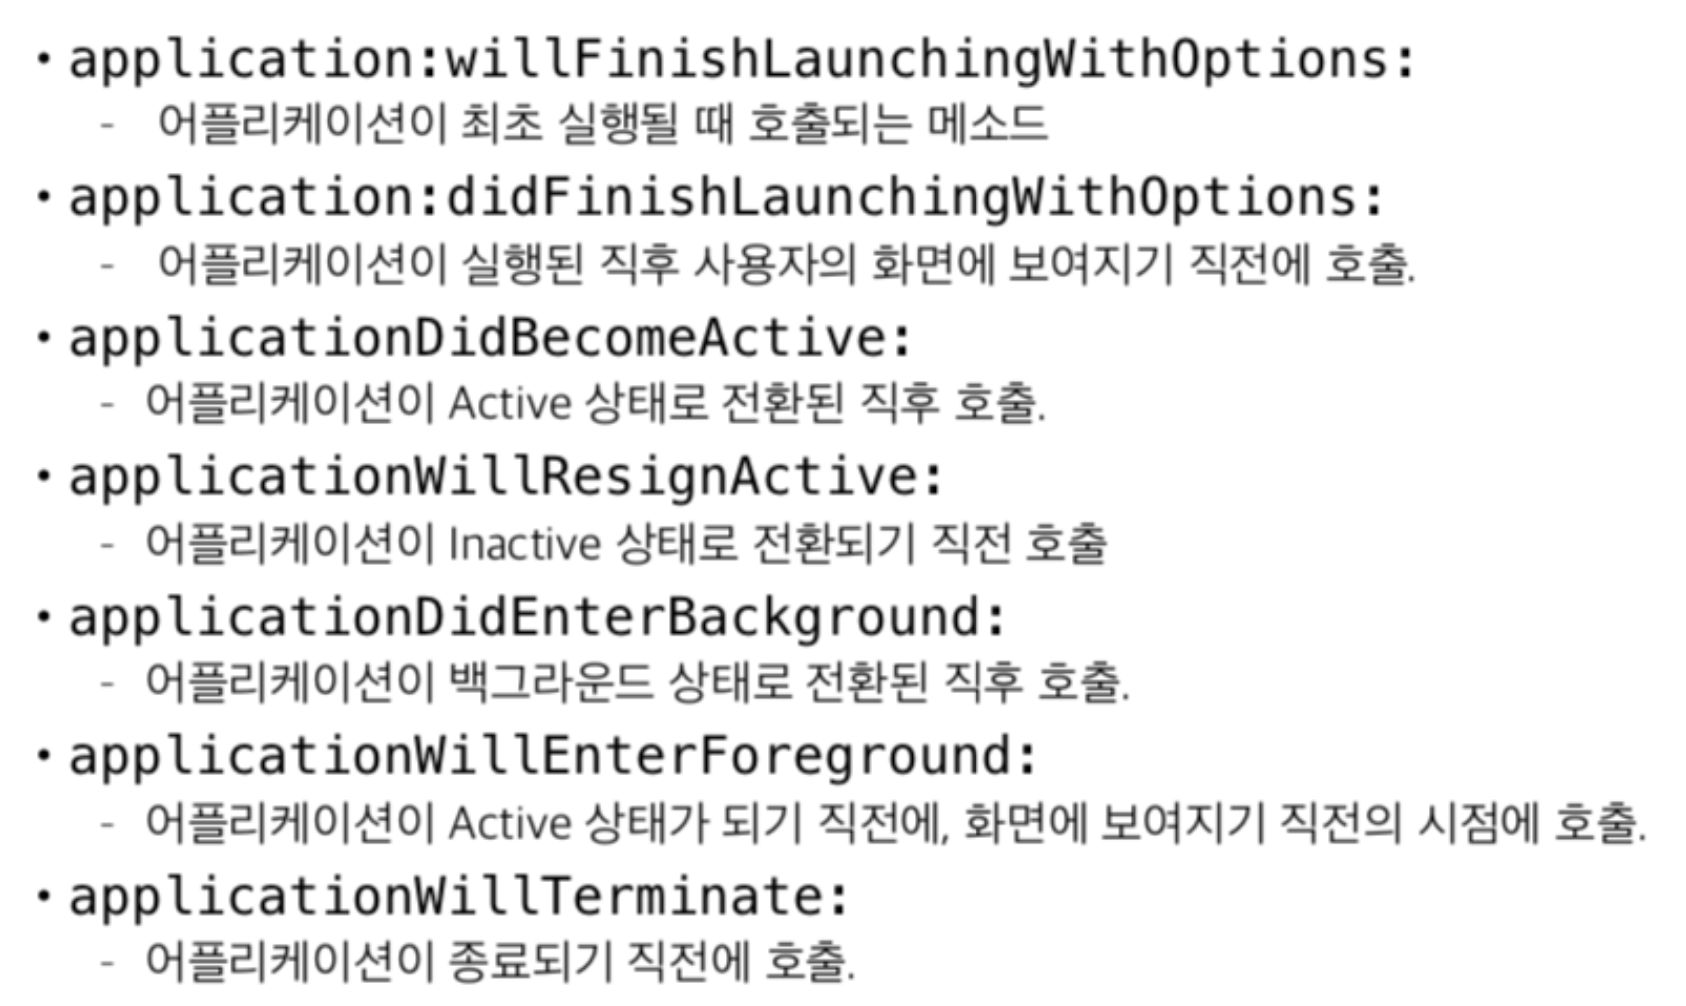 • application:willFinishLaunchingWithOptions:
- 어플리케이션이 최초 실행될 때 호출되는 메소드
• application:didFinishLaunchingWithOptions:
- 어플리케이션이 실행된 직후 사용자의 화면에 보여지기 직전에 호출.
• applicationDidBecomeActive:
- 어플리케이션이 Active 상태로 전환된 직후 호출.
• applicationWillResignActive:
- 어플리케이션이 Inactive 상태로 전환되기 직전 호출
• applicationDidEnterBackground:
- 어플리케이션이 백그라운드 상태로 전환된 직후 호출.
• applicationWillEnterForeground:
- 어플리케이션이 Active 상태가 되기 직전에, 화면에 보여지기 직전의 시점에 호출.
• applicationWillTerminate:
- 어플리케이션이 종료되기 직전에 호출.